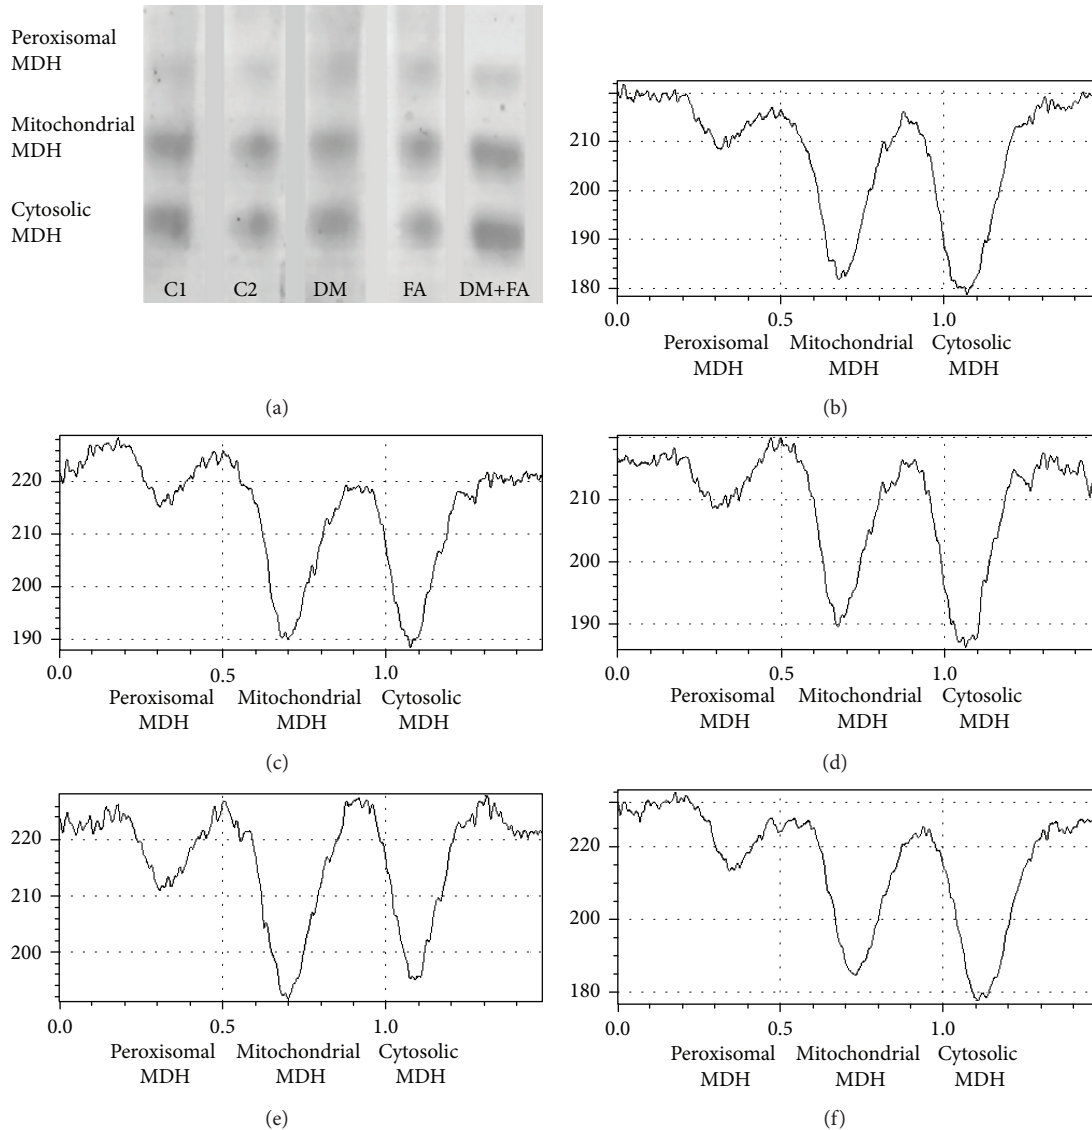 Peroxisomal
MDH
Mitochondrial
MDH
Cytosolic
MDH
C1 C2 DM FA DM+FA
(a)
210
200
190
180
0.0 0.5 1.0
Peroxisomal Mitochondrial Cytosolic
MDH MDH MDH
(b)
220
210
200
190
0.0 0.5 1.0
Peroxisomal Mitochondrial Cytosolic
MDH MDH MDH
(c)
210
200
190
0.0 0.5 1.0
Peroxisomal Mitochondrial Cytosolic
MDH MDH MDH
(d)
220
210
200
0.0 0.5 1.0
Peroxisomal Mitochondrial Cytosolic
MDH MDH MDH
(e)
220
200
180
0.0 0.5 1.0
Peroxisomal Mitochondrial Cytosolic
MDH MDH MDH
(f)